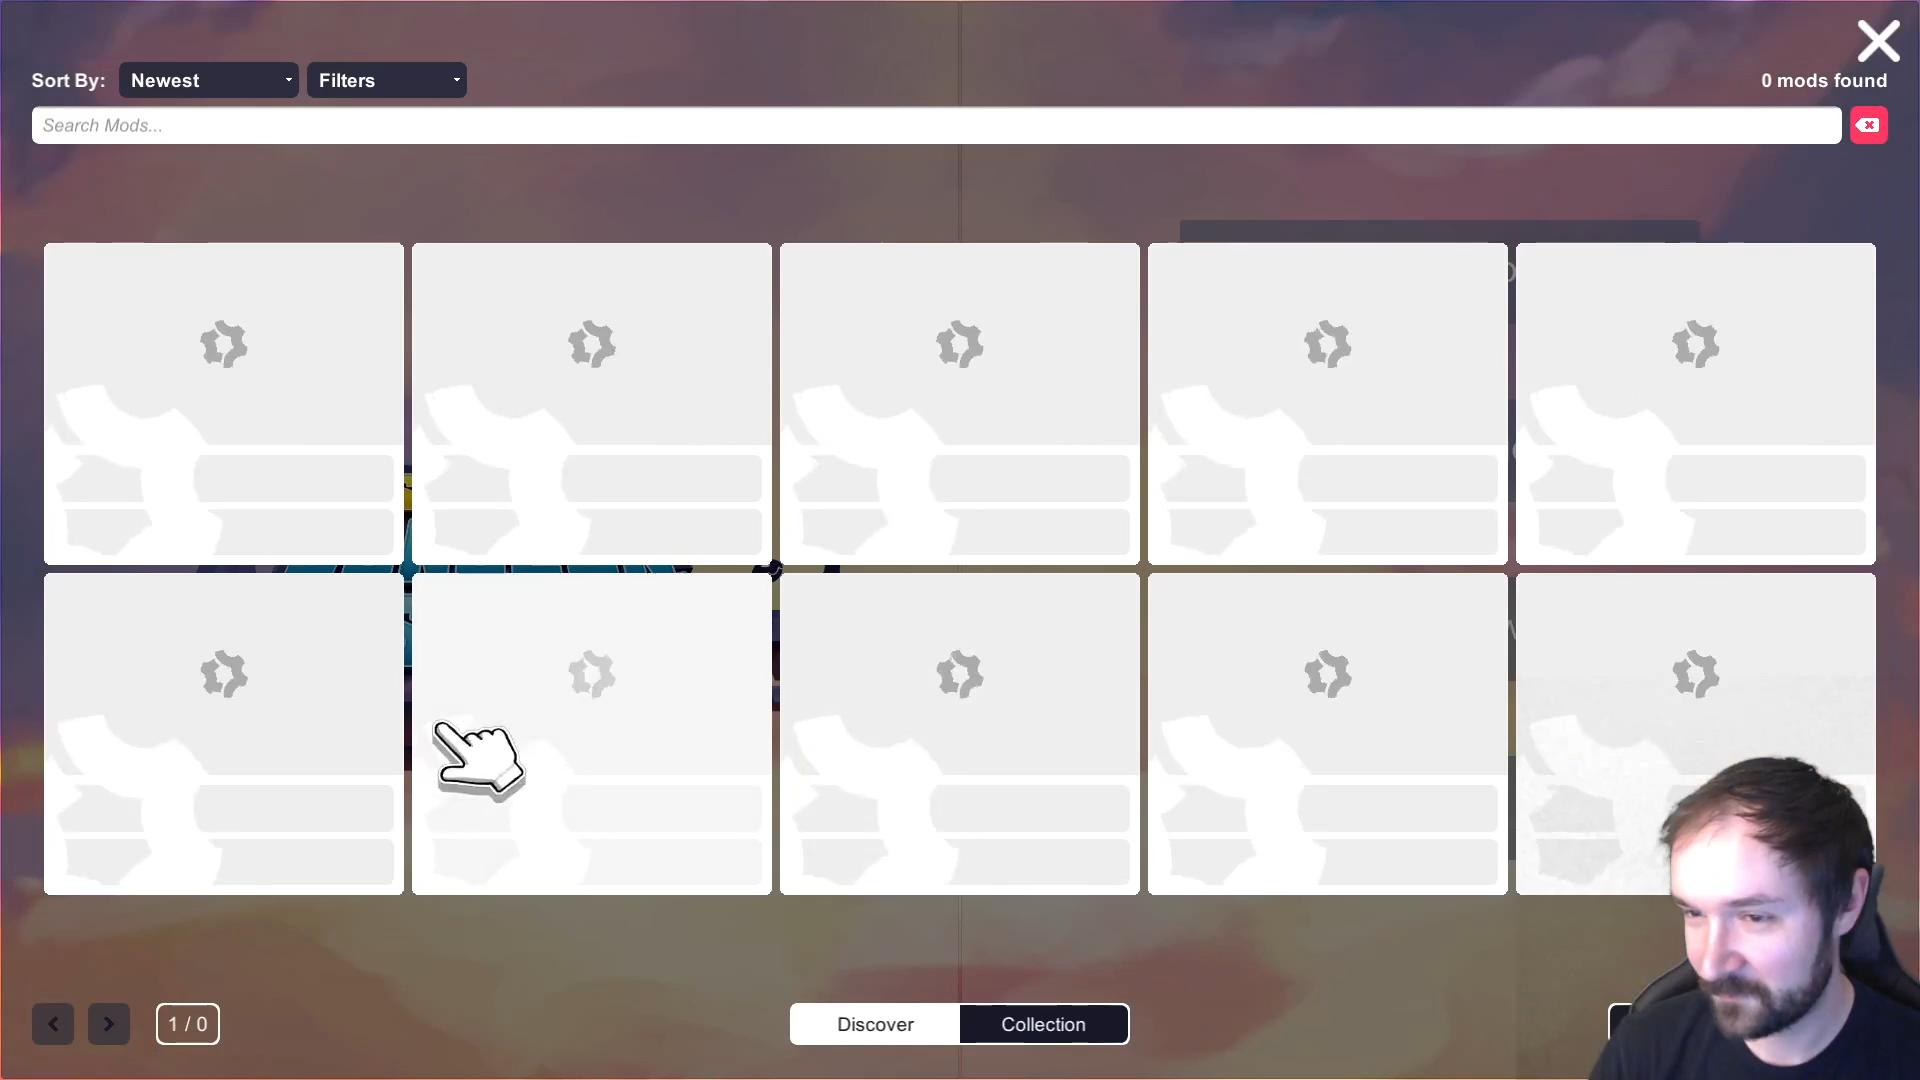 Sort By:
Newest
Filters
0 mods found
Search Mods...
1 / 0
Discover
Collection